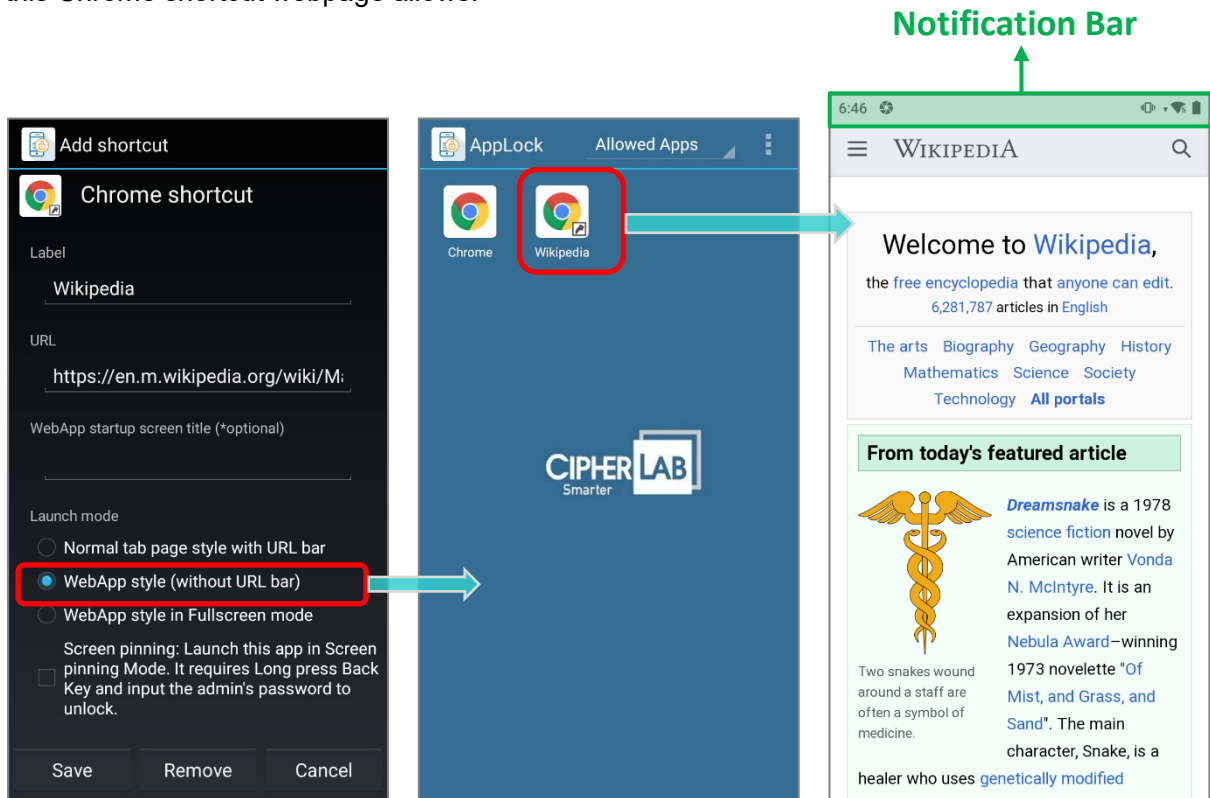 this Chrome shortcut webpage allows.
Notification Bar
Add shortcut
Chrome shortcut
Label
Wikipedia
URL
https://en.m.wikipedia.org/wiki/Ma
WebApp startup screen title (*optional)
Launch mode
Normal tab page style with URL bar
WebApp style (without URL bar)
WebApp style in Fullscreen mode
Screen pinning: Launch this app in Screen
pinning Mode. It requires Long press Back
Key and input the admin's password to
unlock.
Save Remove Cancel
AppLock Allowed Apps
Chrome Wikipedia
CIPHERLAB
Smarter
6:46
WIKIPEDIA
Welcome to Wikipedia,
the free encyclopedia that anyone can edit.
6,281,787 articles in English
The arts Biography Geography History
Mathematics Science Society
Technology All portals
From today's featured article
Two snakes wound
around a staff are
often a symbol of
medicine.
Dreamsnake is a 1978
science fiction novel by
American writer Vonda
N. McIntyre. It is an
expansion of her
Nebula Award–winning
1973 novelette "Of
Mist, and Grass, and
Sand". The main
character, Snake, is a
healer who uses genetically modified